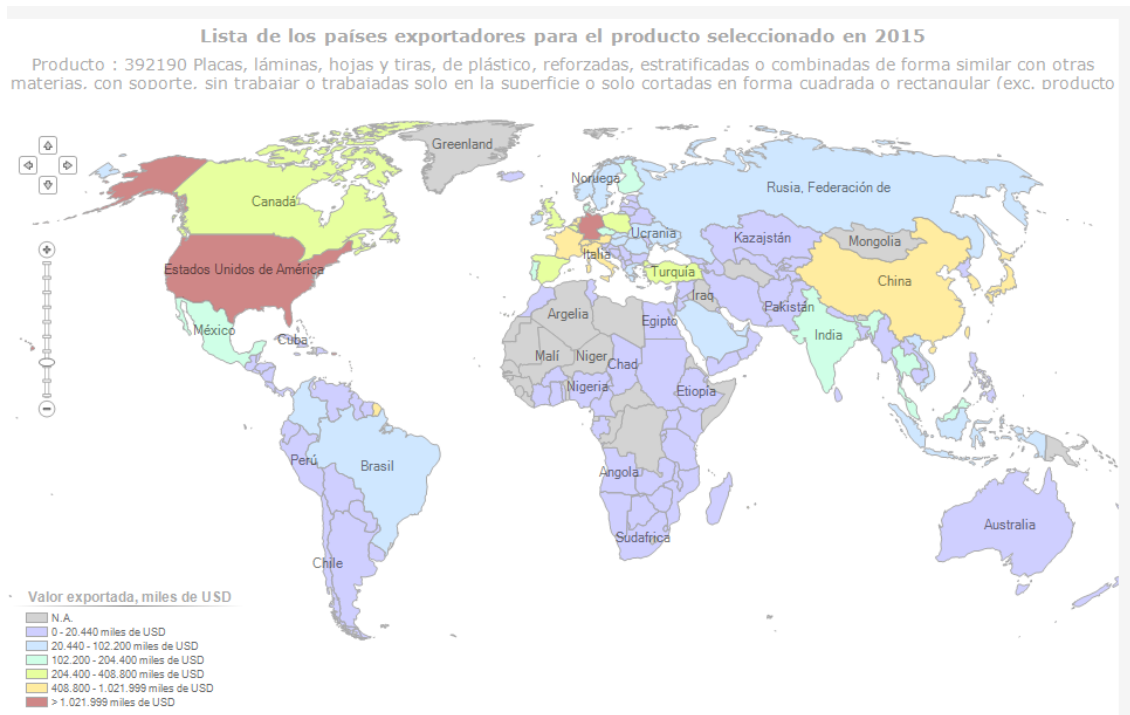 Lista de los países exportadores para el producto seleccionado en 2015
Producto : 392190 Placas, láminas, hojas y tiras, de plástico, reforzadas, estratificadas o combinadas de forma similar con otras
materias, con soporte, sin trabajar o trabajadas solo en la superficie o solo cortadas en forma cuadrada o rectangular (exc. producto
Greenland
Noruega
Rusia, Federación de
Canadá
Ucrania
Kazajstán
Mongolia
Italia
Estados Unidos de América
Turquía
China
Iraq
Pakistán
Argelia
Egipto
México
India
Cuba
Malí
Niger
Chad
Nigeria
Etiopía
Perú
Brasil
Angola
Australia
Sudafrica
Chile
Valor exportada, miles de USD
N.A.
0 - 20.440 miles de USD
20.440 - 102.200 miles de USD
102.200 - 204.400 miles de USD
204.400 - 408.800 miles de USD
408.800 - 1.021.999 miles de USD
> 1.021.999 miles de USD